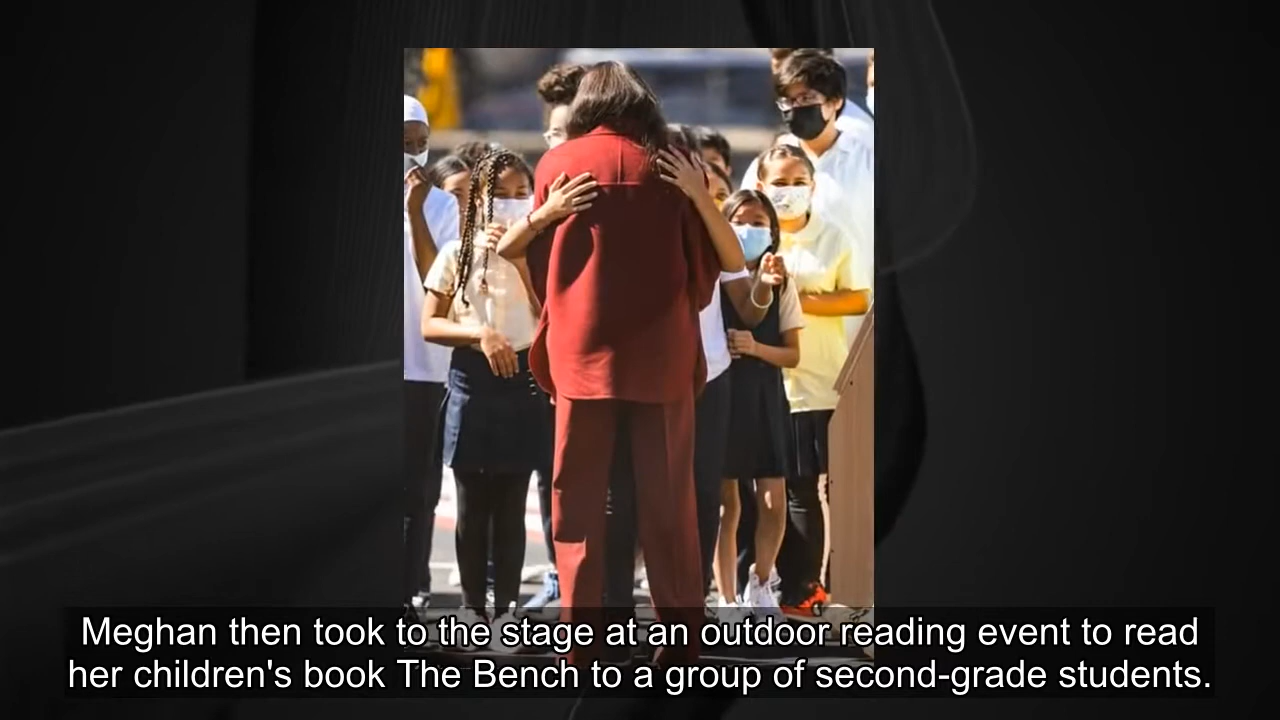 Meghan then took to the stage at an outdoor reading event to read
her children's book The Bench to a group of second-grade students.